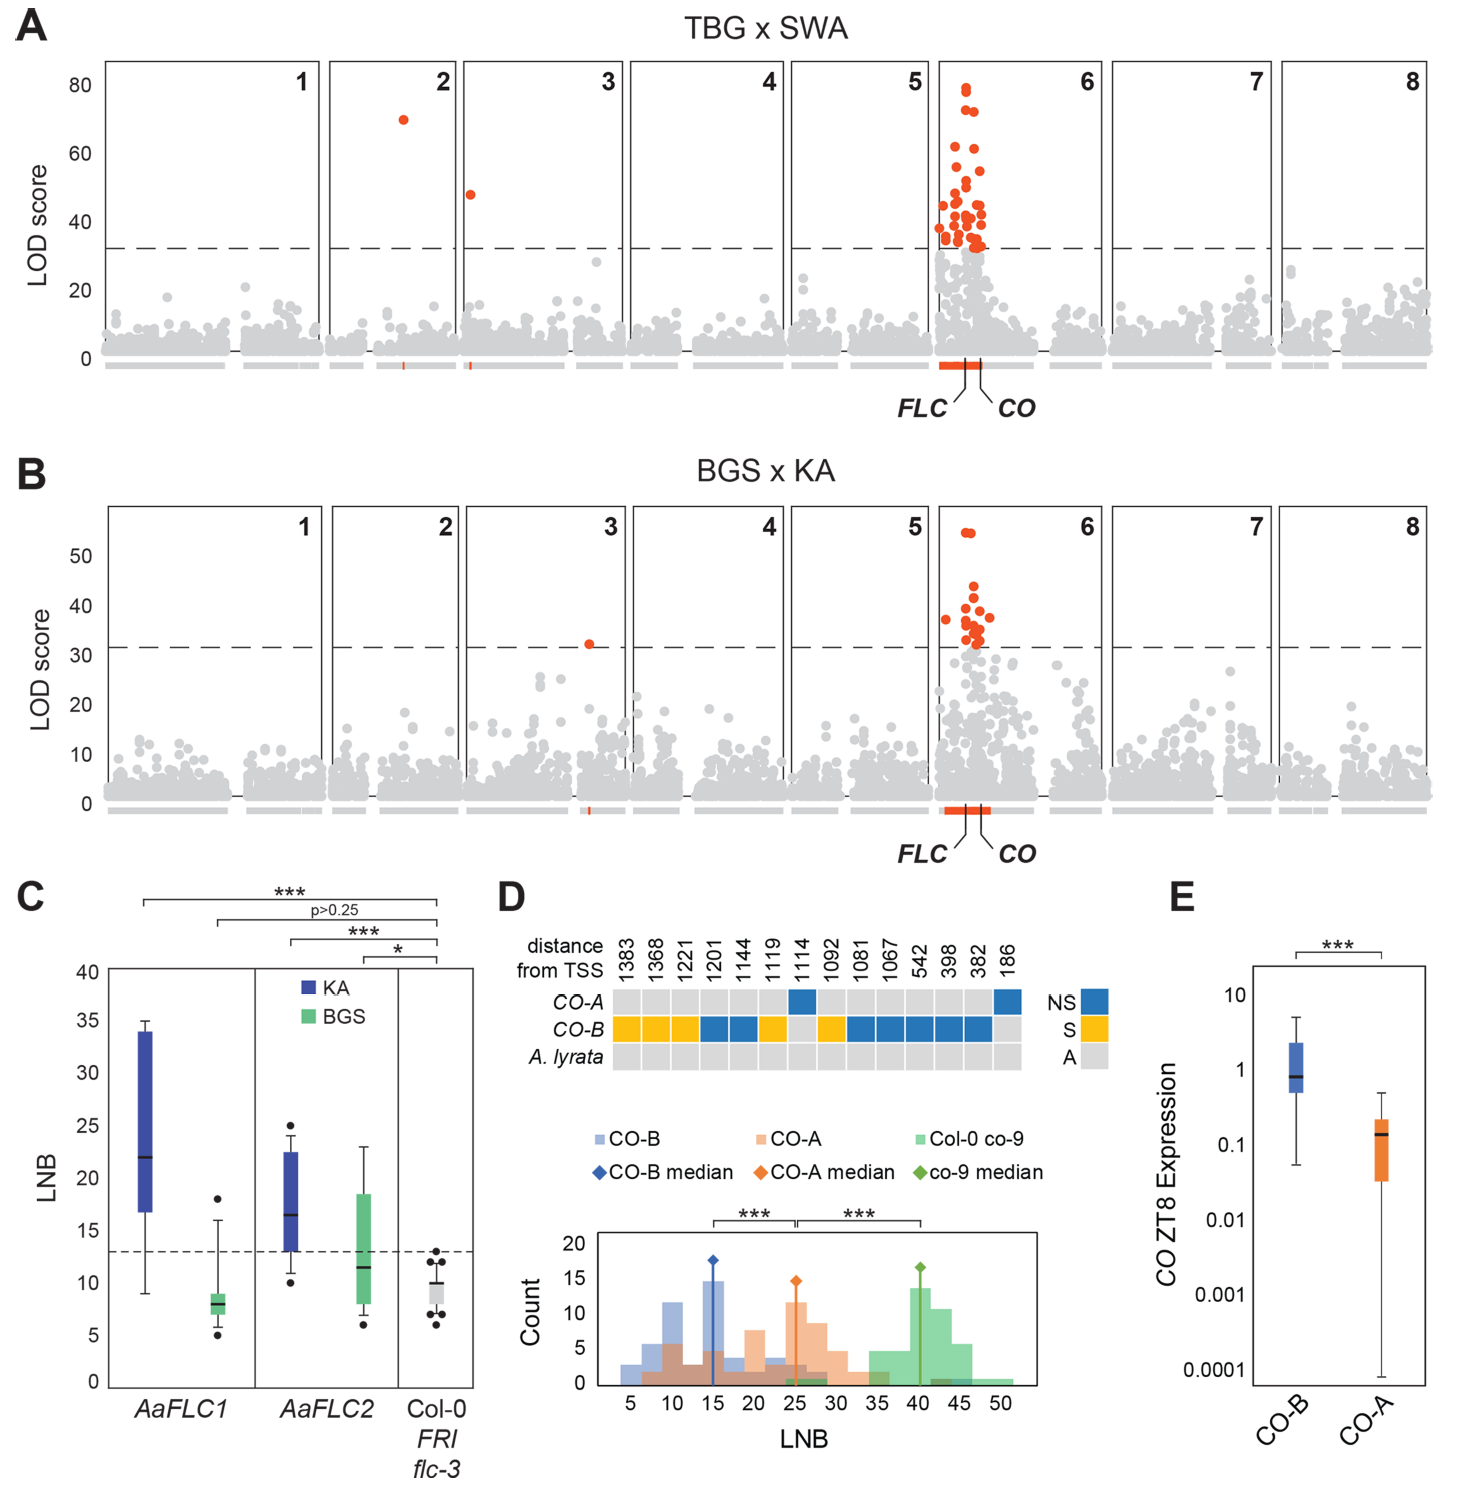 A
TBG x SWA
1 2 3 4 5 6 7 8
LOD score
80
60
40
20
0
FLC CO
B
BGS x KA
1 2 3 4 5 6 7 8
LOD score
50
40
30
20
10
0
FLC CO
C
***
p>0.25
***
*
LNB
40
35
30
25
20
15
10
5
0
KA
BGS
AaFLC1 AaFLC2 Col-0
FRI
flc-3
D
distance
from TSS
1383 1368 1221 1201 1144 1119 1114 1092 1081 1067 542 398 382 186
CO-A
CO-B
A. lyrata
NS
S
A
CO-B CO-A Col-0 co-9
CO-B median CO-A median co-9 median
*** ***
Count
20
15
10
5
0
5 10 15 20 25 30 35 40 45 50
LNB
E
***
CO ZT8 Expression
10
1
0.1
0.01
0.001
0.0001
CO-B CO-A